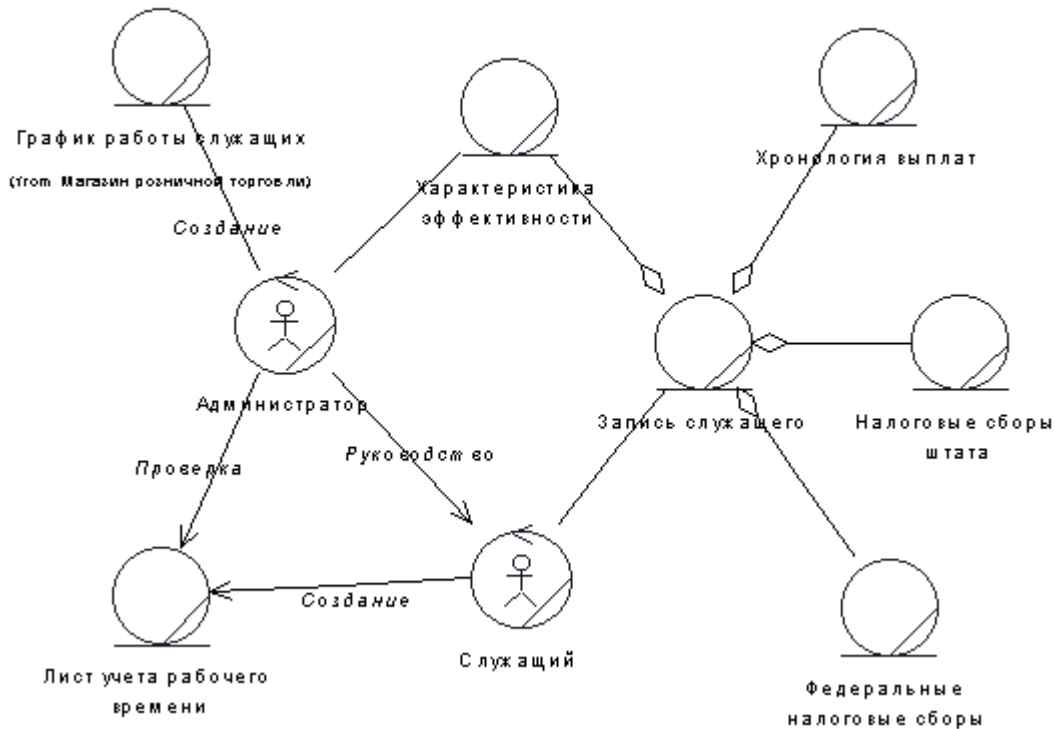 График работы служащих
(from Магазин розничной торговли)
Создание
Характеристика
эффективности
Хронология выплат
Администратор
Запись служащего
Налоговые сборы
штата
Проверка
Руководство
Создание
Служащий
Лист учета рабочего
времени
Федеральные
налоговые сборы